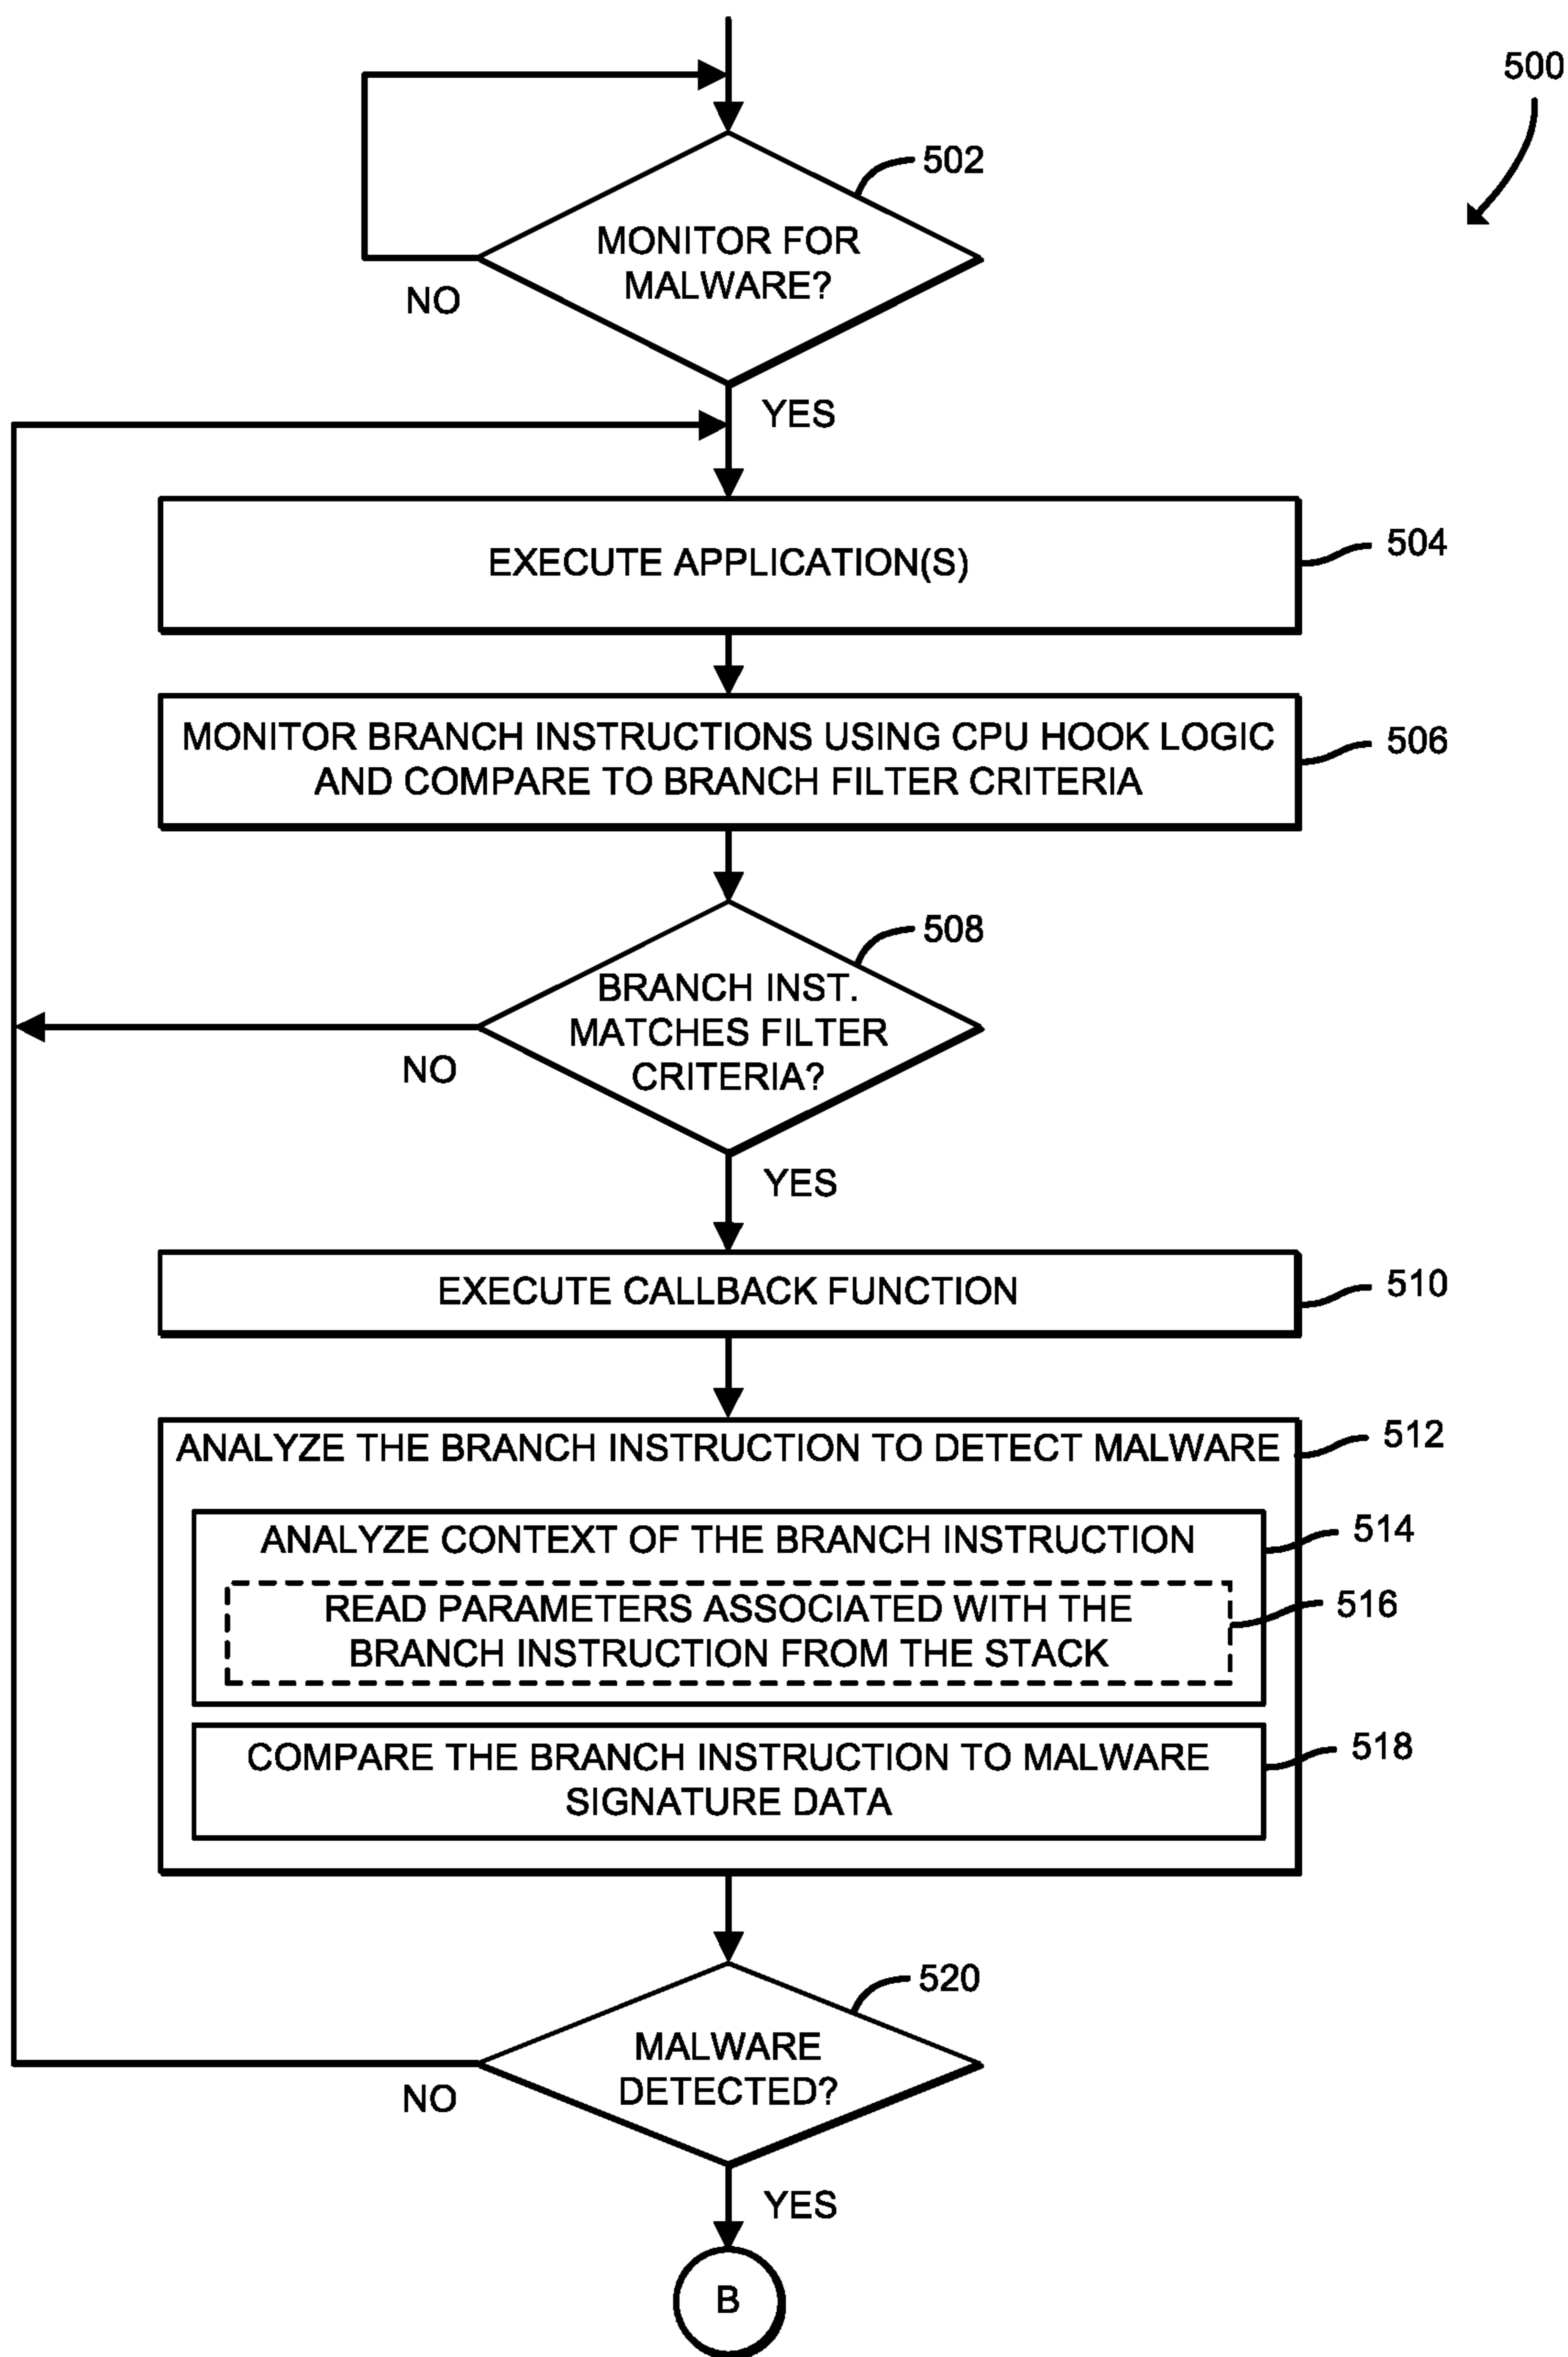 500
502
MONITOR FOR
MALWARE?
NO
YES
EXECUTE APPLICATION(S)
504
MONITOR BRANCH INSTRUCTIONS USING CPU HOOK LOGIC
AND COMPARE TO BRANCH FILTER CRITERIA
506
508
BRANCH INST.
MATCHES FILTER
CRITERIA?
NO
YES
EXECUTE CALLBACK FUNCTION
510
ANALYZE THE BRANCH INSTRUCTION TO DETECT MALWARE
512
ANALYZE CONTEXT OF THE BRANCH INSTRUCTION
514
READ PARAMETERS ASSOCIATED WITH THE
BRANCH INSTRUCTION FROM THE STACK
516
COMPARE THE BRANCH INSTRUCTION TO MALWARE
SIGNATURE DATA
518
520
MALWARE
DETECTED?
NO
YES
B